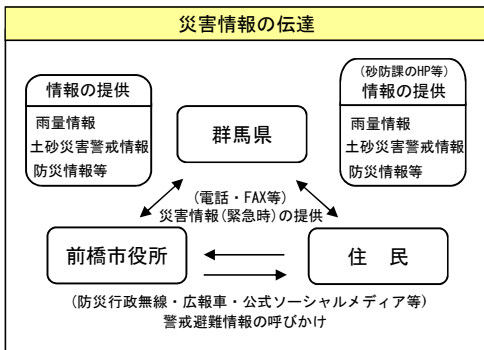 災害情報の伝達
情報の提供
雨量情報
土砂災害警戒情報
防災情報等
(砂防課のHP等)
情報の提供
雨量情報
土砂災害警戒情報
防災情報等
群馬県
(電話・FAX等)
災害情報(緊急時)の提供
前橋市役所
住 民
(防災行政無線・広報車・公式ソーシャルメディア等)
警戒避難情報の呼びかけ